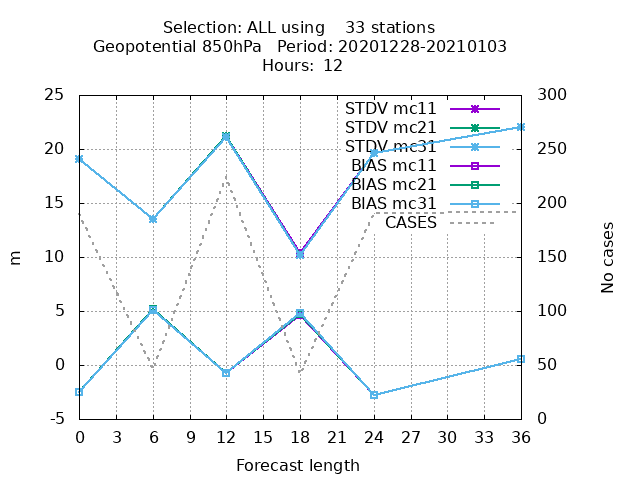 Selection: ALL using    33 stations
Geopotential 850hPa   Period: 20201228-20210103
Hours:  12
25
20
15
10
5
0
-5
m
300
250
200
150
100
50
0
No cases
STDV mc11
STDV mc21
STDV mc31
BIAS mc11
BIAS mc21
BIAS mc31
CASES
0 3 6 9 12 15 18 21 24 27 30 33 36
Forecast length